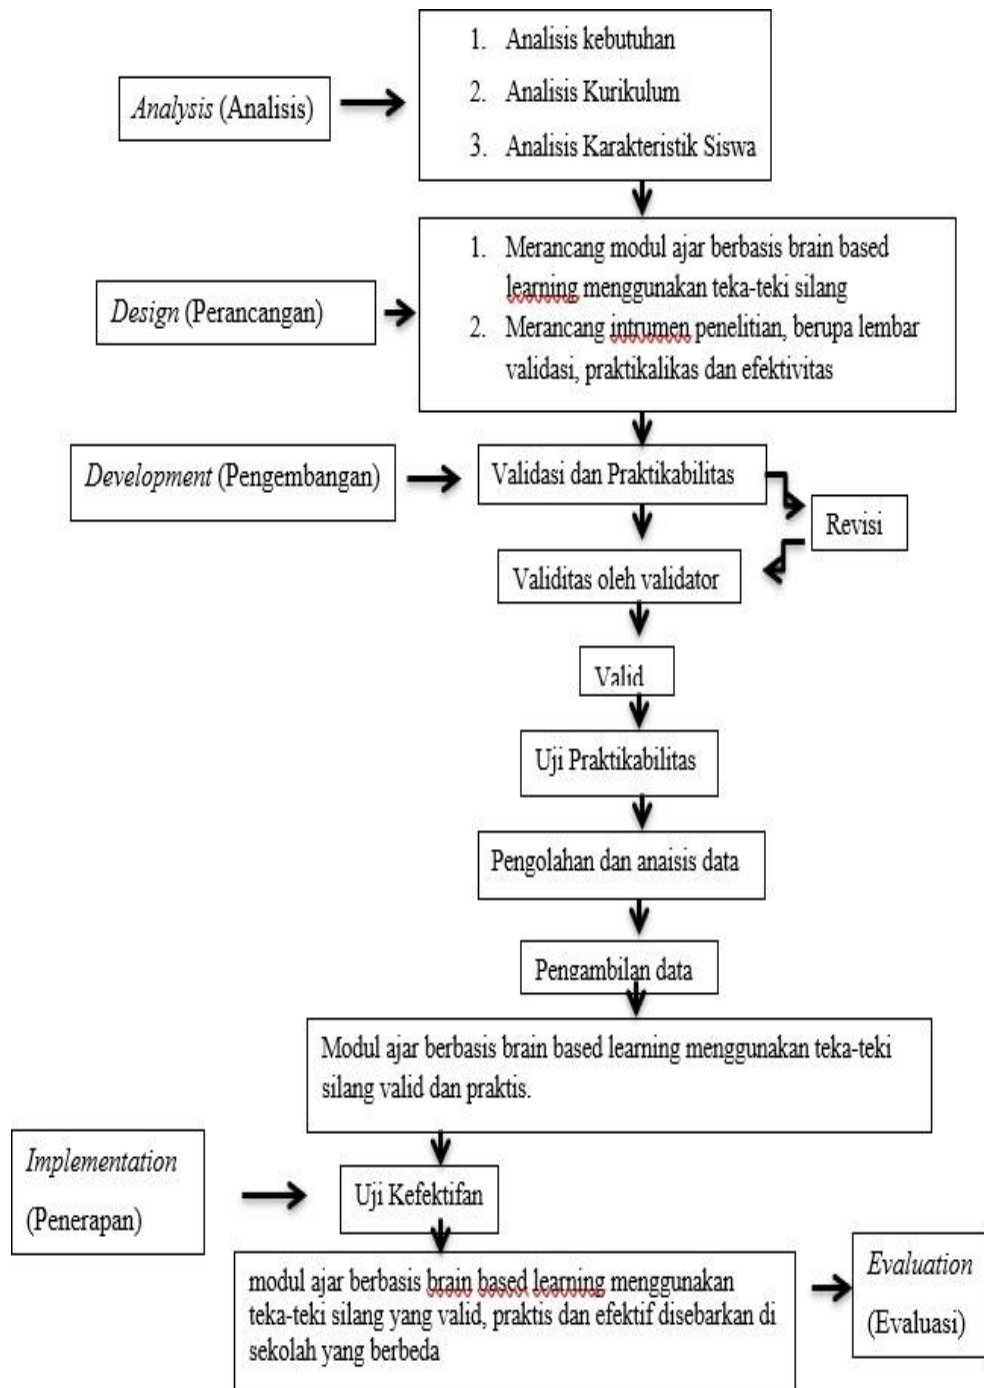 1. Analisis kebutuhan
Analysis (Analisis)
2. Analisis Kurikulum
3. Analisis Karakteristik Siswa
1. Merancang modul ajar berbasis brain based
learning menggunakan teka-teki silang
Design (Perancangan)
2. Merancang intrumen penelitian, berupa lembar
validasi, praktikalikas dan efektivitas
Development (Pengembangan)
Validasi dan Praktikabilitas
Revisi
Validitas oleh validator
Valid
Uji Praktikabilitas
Pengolahan dan anaisis data
Pengambilan data
Modul ajar berbasis brain based learning menggunakan teka-teki
silang valid dan praktis.
Implementation
(Penerapan)
Uji Kefektifan
modul ajar berbasis brain based learning menggunakan
teka-teki silang yang valid, praktis dan efektif disebarkan di
sekolah yang berbeda
Evaluation
(Evaluasi)